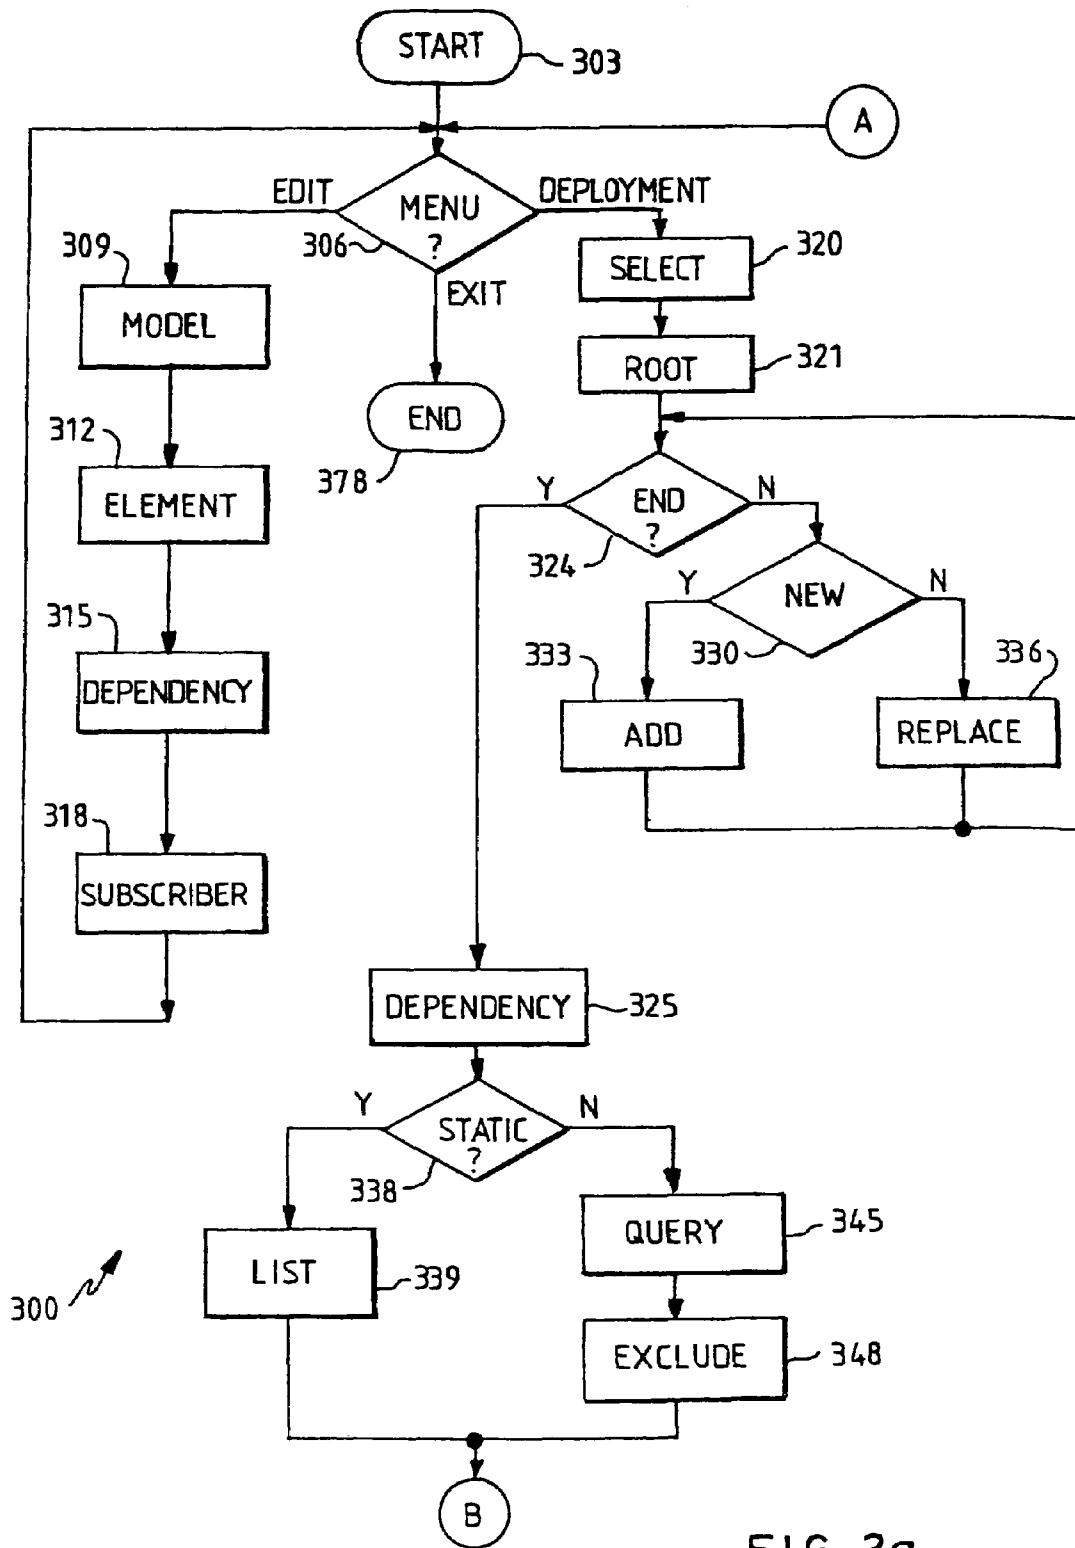 START
303
A
EDIT
MENU
?
DEPLOYMENT
306
EXIT
309
MODEL
SELECT
320
ROOT
321
END
378
312
ELEMENT
Y
END
?
N
324
Y
NEW
N
330
315
DEPENDENCY
333
ADD
336
REPLACE
318
SUBSCRIBER
DEPENDENCY
325
Y
STATIC
?
N
338
LIST
339
QUERY
345
EXCLUDE
348
300
B
FIG. 3a